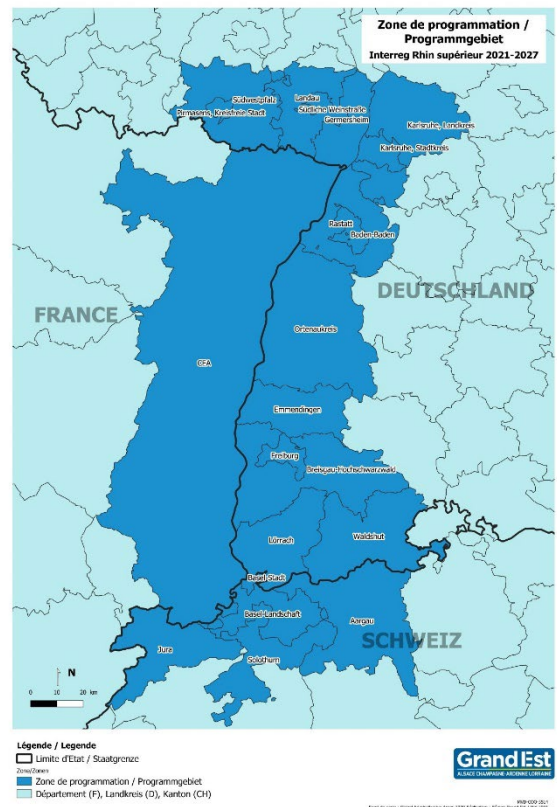 Zone de programmation /
Programmgebiet
Interreg Rhin supérieur 2021-2027
Südwestpfalz
Pirmasens, Kreisfreie Stadt
Landau
Südliche Weinstraße
Germersheim
Karlsruhe, Landkreis
Karlsruhe, Stadtkreis
Rastatt
Baden-Baden
DEUTSCHLAND
FRANCE
Ortenaukreis
CEA
Emmendingen
Freiburg
Breisgau-Hochschwarzwald
Lörrach
Waldshut
Basel-Stadt
Basel-Landschaft
Aargau
SCHWEIZ
Jura
Solothurn
N
0 10 20 km
Légende / Legende
Limite d'Etat / Staatgrenze
Zone/Zonen
Zone de programmation / Programmgebiet
Département (F), Landkreis (D), Kanton (CH)
Grand Est
ALSACE CHAMPAGNE-ARDENNE LORRAINE